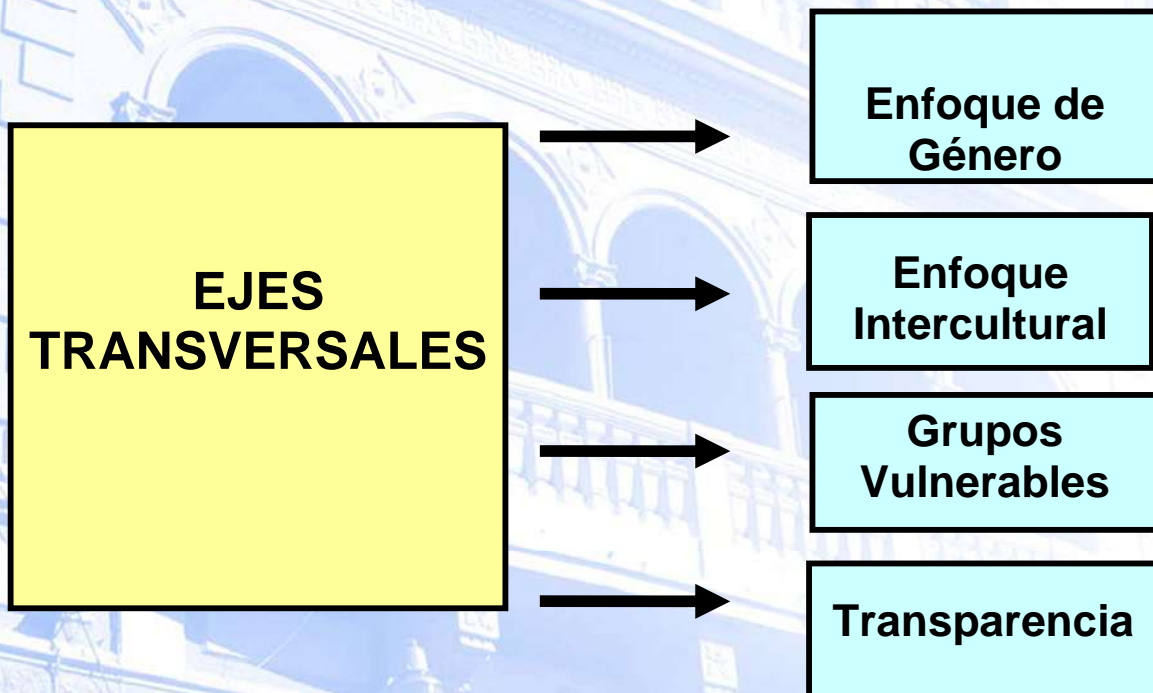 EJES
TRANSVERSALES
Enfoque de
Género
Enfoque
Intercultural
Grupos
Vulnerables
Transparencia